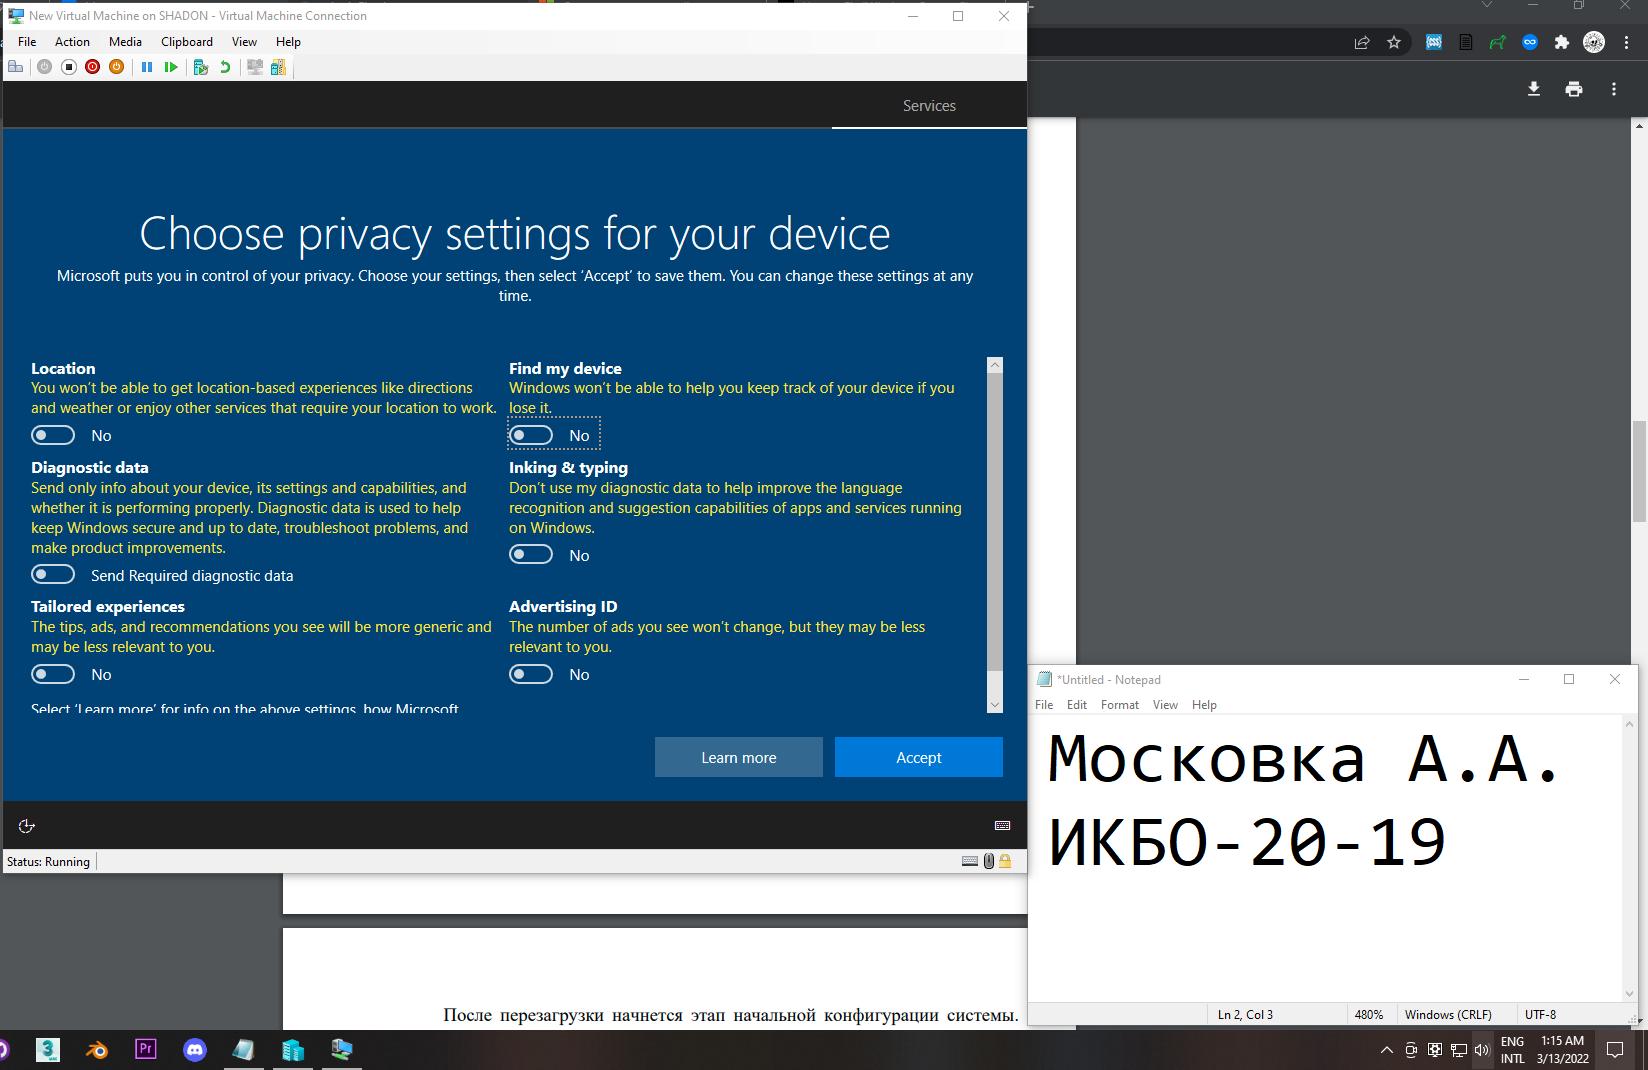 New Virtual Machine on SHADON - Virtual Machine Connection
File Action Media Clipboard View Help
Services
Choose privacy settings for your device
Microsoft puts you in control of your privacy. Choose your settings, then select ‘Accept’ to save them. You can change these settings at any
time.
Location
You won’t be able to get location-based experiences like directions
and weather or enjoy other services that require your location to work.
No
Find my device
Windows won’t be able to help you keep track of your device if you
lose it.
No
Diagnostic data
Send only info about your device, its settings and capabilities, and
whether it is performing properly. Diagnostic data is used to help
keep Windows secure and up to date, troubleshoot problems, and
make product improvements.
Send Required diagnostic data
Inking & typing
Don’t use my diagnostic data to help improve the language
recognition and suggestion capabilities of apps and services running
on Windows.
No
Tailored experiences
The tips, ads, and recommendations you see will be more generic and
may be less relevant to you.
No
Advertising ID
The number of ads you see won’t change, but they may be less
relevant to you.
No
Select ‘Learn more’ for info on the above settings, how Microsoft
Learn more
Accept
Status: Running
*Untitled - Notepad
File Edit Format View Help
Московка А.А.
ИКБО-20-19
Ln 2, Col 3 480% Windows (CRLF) UTF-8
После перезагрузки начнется этап начальной конфигурации системы.
3
Pr
ENG
INTL
1:15 AM
3/13/2022